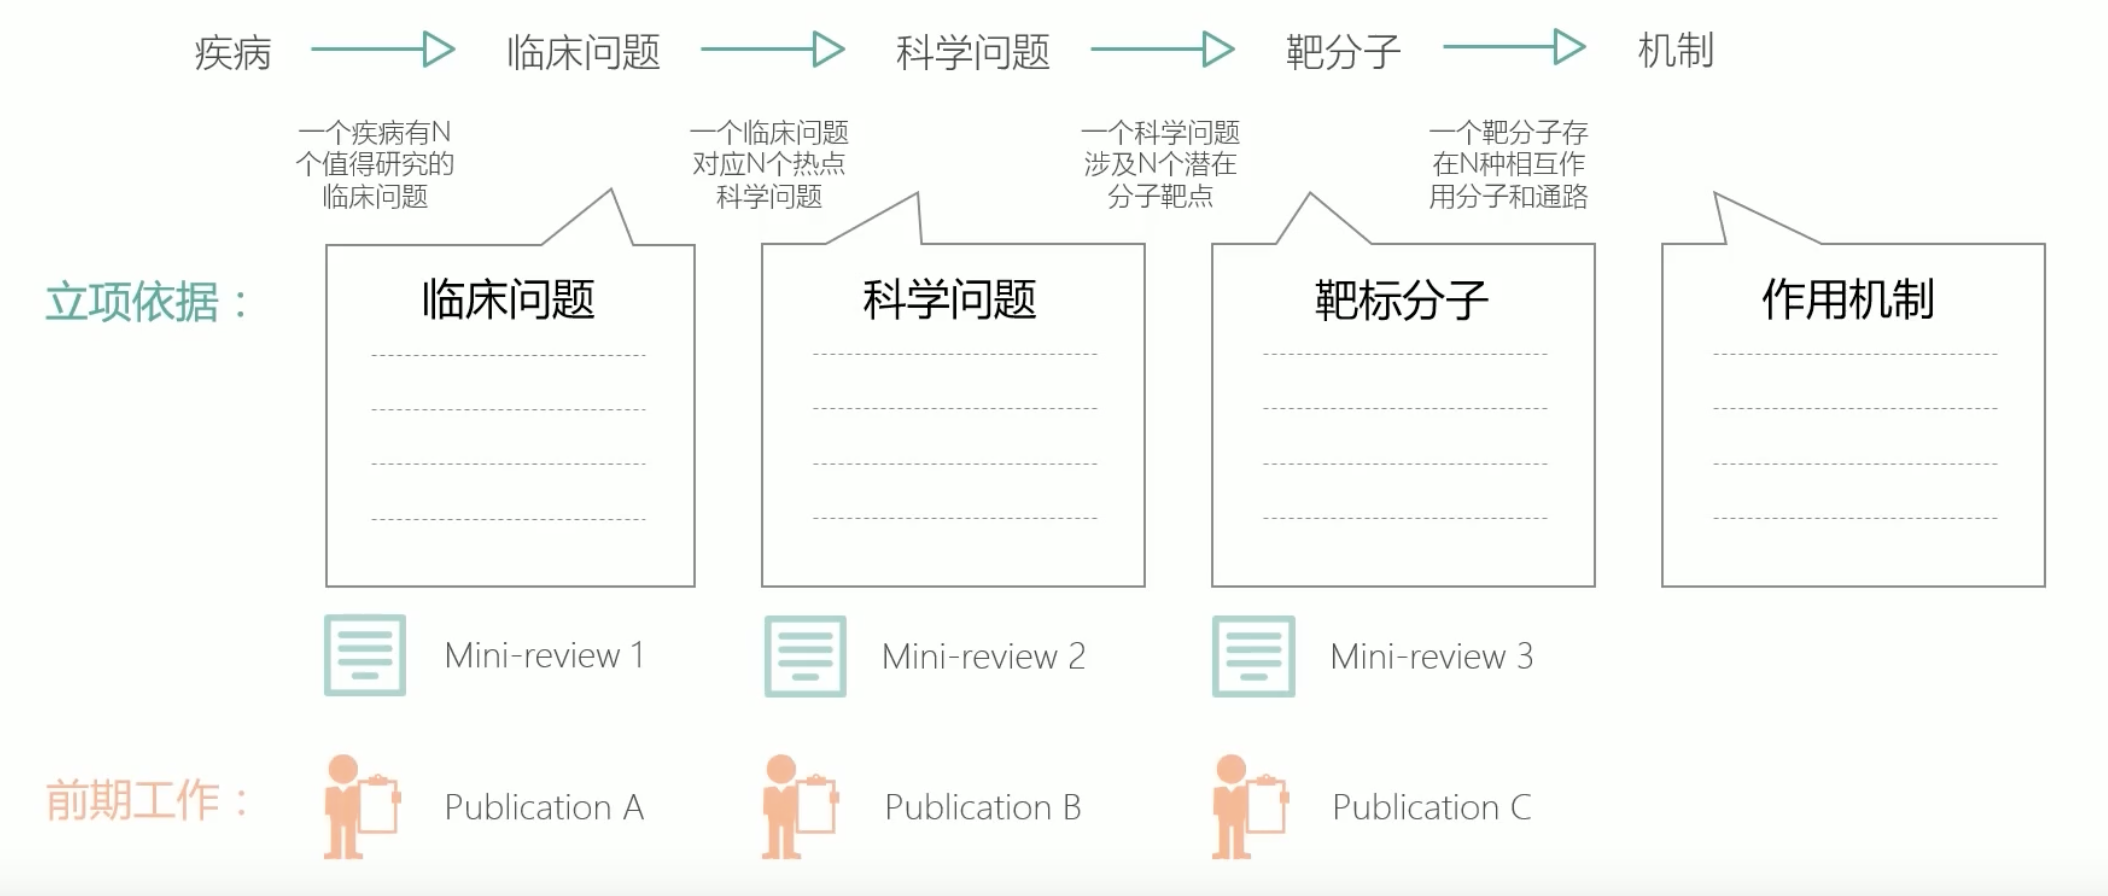 疾病
临床问题
科学问题
靶分子
机制
一个疾病有N
个值得研究的
临床问题
一个临床问题
对应N个热点
科学问题
一个科学问题
涉及N个潜在
分子靶点
一个靶分子存
在N种相互作
用分子和通路
立项依据：
临床问题
科学问题
靶标分子
作用机制
Mini-review 1
Mini-review 2
Mini-review 3
前期工作：
Publication A
Publication B
Publication C